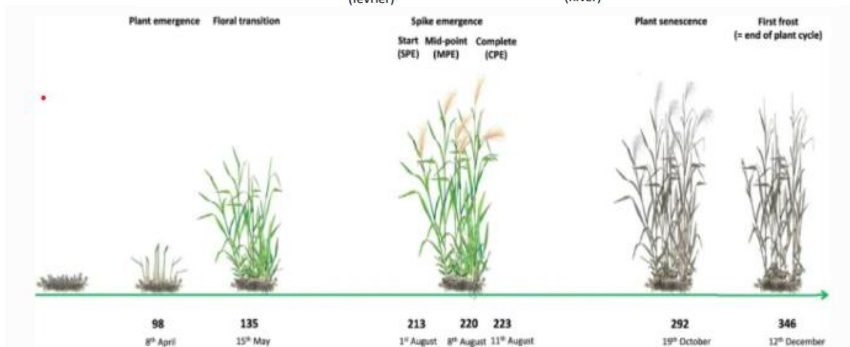 (février)
Plant emergence Floral transition Spike emergence Plant senescence First frost
(= end of plant cycle)
Start Mid-point Complete
(SPE) (MPE) (CPE)
98 135 213 220 223 292 346
8th April 15th May 1st August 8th August 11th August 19th October 12th December